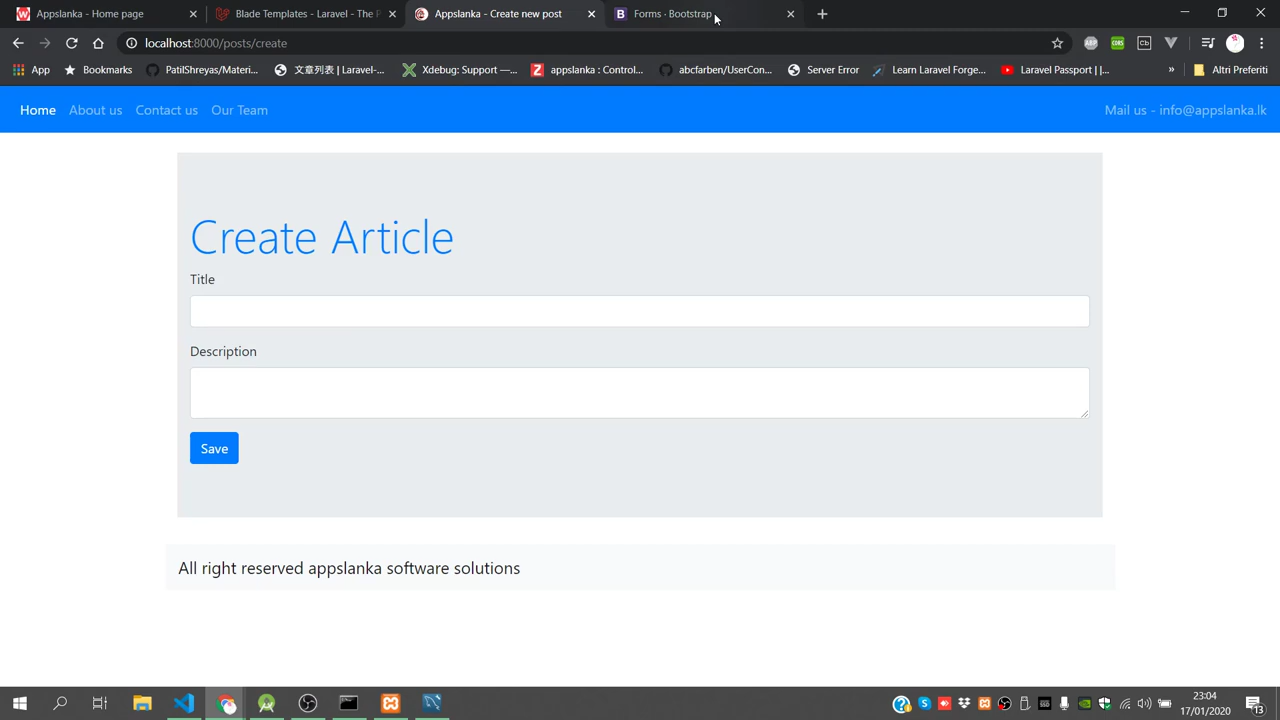 Appslanka - Home page
Blade Templates - Laravel - The P
Appslanka - Create new post
Forms · Bootstrap
localhost:8000/posts/create
App
Bookmarks
PatilShreyas/Materi...
文章列表 | Laravel-...
Xdebug: Support —...
appslanka : Control...
abcfarben/UserCon...
Server Error
Learn Laravel Forge...
Laravel Passport | |...
»
Altri Preferiti
Home About us Contact us Our Team
Mail us - info@appslanka.lk
Create Article
Title
Description
Save
All right reserved appslanka software solutions
23:04
17/01/2020
13